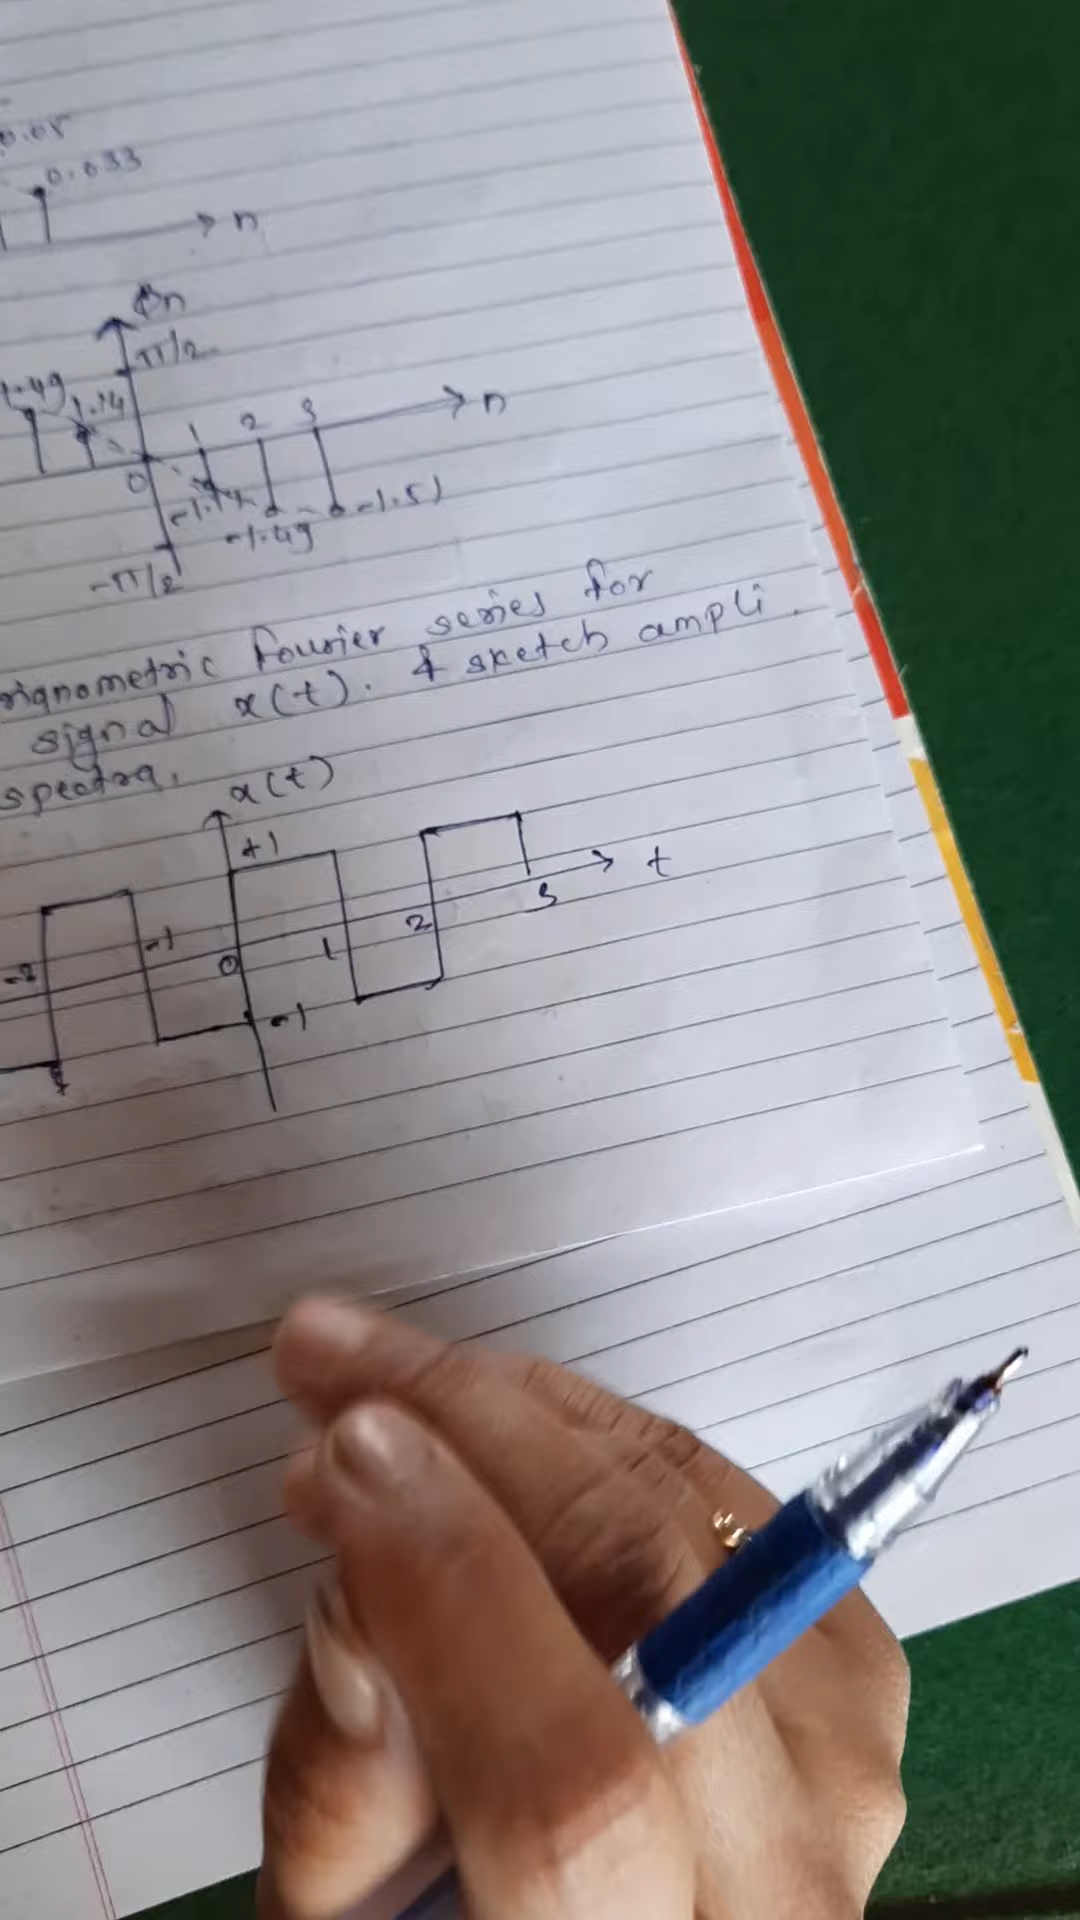 0.05
0.033
n
Φn
π/2
1.49
1.14
1 2 3
n
0
-1.14
-1.49
-1.51
-π/2
rignometric fourier series for
signal x(t). & sketch ampli.
spectra.
x(t)
+1
t
3
2
1
-1
-2
0
-1